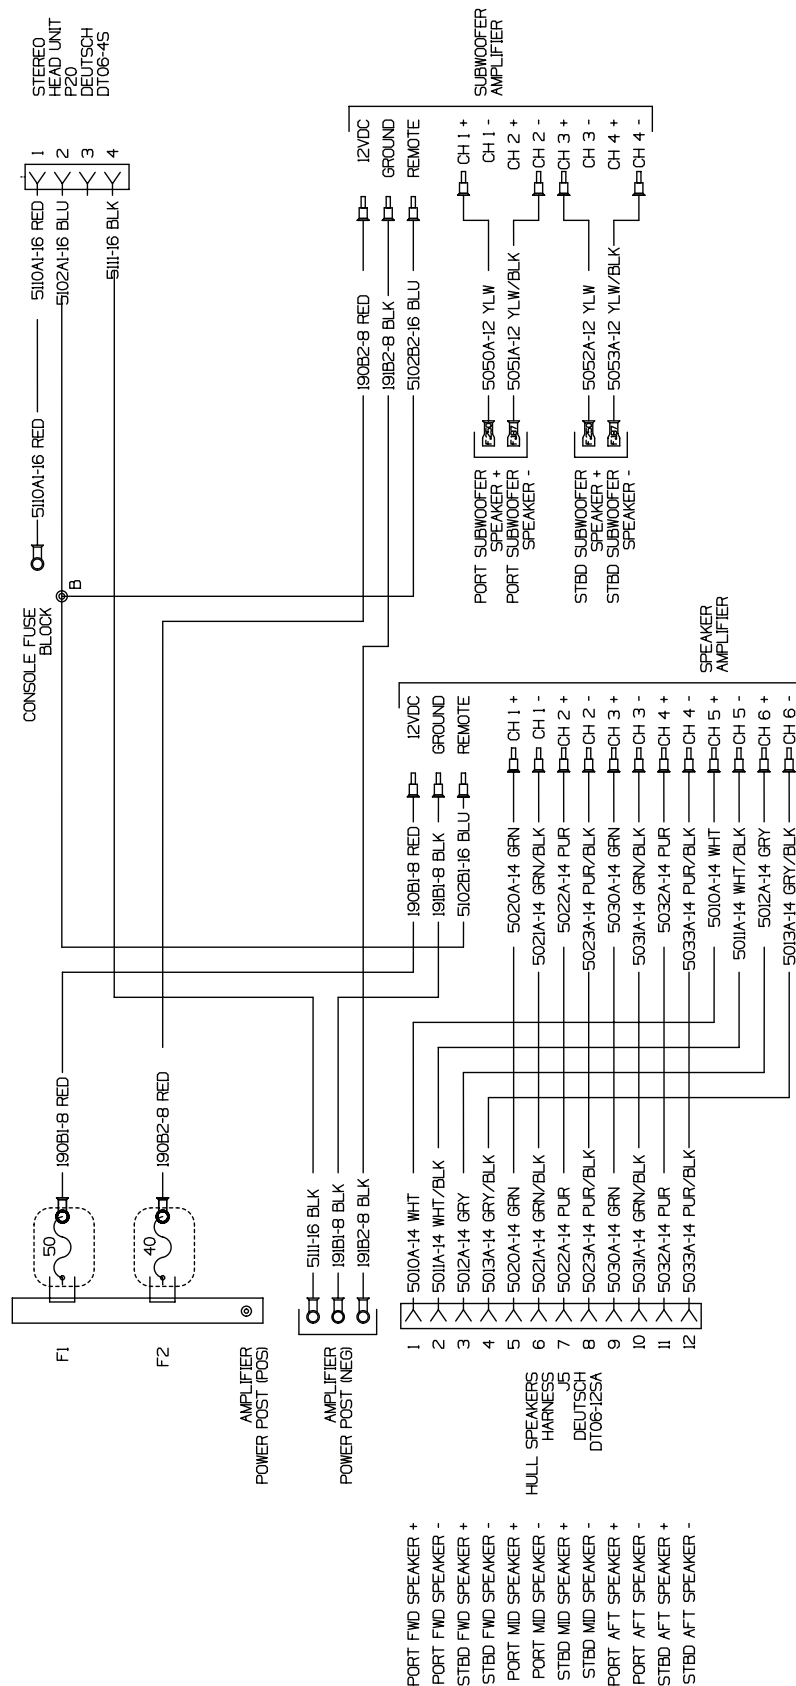 STEREO
HEAD UNIT
P20
DEUTSCH
DT06-4S
1
2
3
4
5110A1-16 RED
5102A1-16 BLU
5111-16 BLK
5110A1-16 RED
CONSOLE FUSE
BLOCK
B
SUBWOOFER
AMPLIFIER
12VDC
GROUND
REMOTE
CH 1 +
CH 1 -
CH 2 +
CH 2 -
CH 3 +
CH 3 -
CH 4 +
CH 4 -
190B2-8 RED
191B2-8 BLK
5102B2-16 BLU
5050A-12 YLW
5051A-12 YLW/BLK
5052A-12 YLW
5053A-12 YLW/BLK
F.250
F.187
F.250
F.187
PORT SUBWOOFER
SPEAKER +
PORT SUBWOOFER
SPEAKER -
STBD SUBWOOFER
SPEAKER +
STBD SUBWOOFER
SPEAKER -
SPEAKER
AMPLIFIER
12VDC
GROUND
REMOTE
CH 1 +
CH 1 -
CH 2 +
CH 2 -
CH 3 +
CH 3 -
CH 4 +
CH 4 -
CH 5 +
CH 5 -
CH 6 +
CH 6 -
190B1-8 RED
191B1-8 BLK
5102B1-16 BLU
5020A-14 GRN
5021A-14 GRN/BLK
5022A-14 PUR
5023A-14 PUR/BLK
5030A-14 GRN
5031A-14 GRN/BLK
5032A-14 PUR
5033A-14 PUR/BLK
5010A-14 WHT
5011A-14 WHT/BLK
5012A-14 GRY
5013A-14 GRY/BLK
190B1-8 RED
190B2-8 RED
50
40
F1
F2
AMPLIFIER
POWER POST (POS)
5111-16 BLK
191B1-8 BLK
191B2-8 BLK
AMPLIFIER
POWER POST (NEG)
5010A-14 WHT
5011A-14 WHT/BLK
5012A-14 GRY
5013A-14 GRY/BLK
5020A-14 GRN
5021A-14 GRN/BLK
5022A-14 PUR
5023A-14 PUR/BLK
5030A-14 GRN
5031A-14 GRN/BLK
5032A-14 PUR
5033A-14 PUR/BLK
1
2
3
4
5
6
7
8
9
10
11
12
HULL SPEAKERS
HARNESS
J5
DEUTSCH
DT06-12SA
PORT FWD SPEAKER +
PORT FWD SPEAKER -
STBD FWD SPEAKER +
STBD FWD SPEAKER -
PORT MID SPEAKER +
PORT MID SPEAKER -
STBD MID SPEAKER +
STBD MID SPEAKER -
PORT AFT SPEAKER +
PORT AFT SPEAKER -
STBD AFT SPEAKER +
STBD AFT SPEAKER -